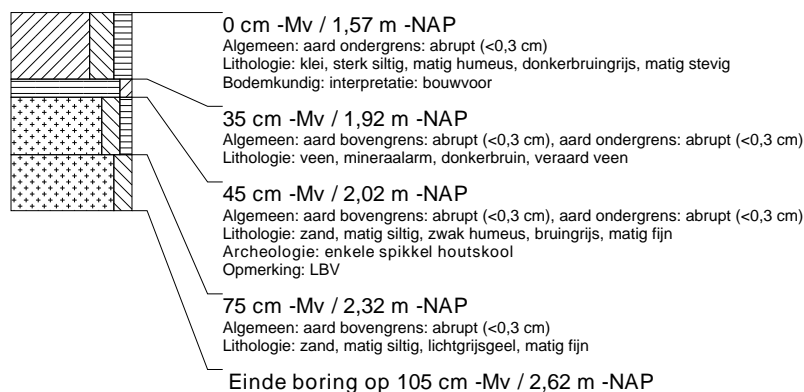 0 cm -Mv / 1,57 m -NAP
Algemeen: aard ondergrens: abrupt (<0,3 cm)
Lithologie: klei, sterk siltig, matig humeus, donkerbruingrijs, matig stevig
Bodemkundig: interpretatie: bouwvoor
35 cm -Mv / 1,92 m -NAP
Algemeen: aard bovengrens: abrupt (<0,3 cm), aard ondergrens: abrupt (<0,3 cm)
Lithologie: veen, mineraalarm, donkerbruin, veraard veen
45 cm -Mv / 2,02 m -NAP
Algemeen: aard bovengrens: abrupt (<0,3 cm), aard ondergrens: abrupt (<0,3 cm)
Lithologie: zand, matig siltig, zwak humeus, bruingrijs, matig fijn
Archeologie: enkele spikkel houtskool
Opmerking: LBV
75 cm -Mv / 2,32 m -NAP
Algemeen: aard bovengrens: abrupt (<0,3 cm)
Lithologie: zand, matig siltig, lichtgrijsgeel, matig fijn
Einde boring op 105 cm -Mv / 2,62 m -NAP